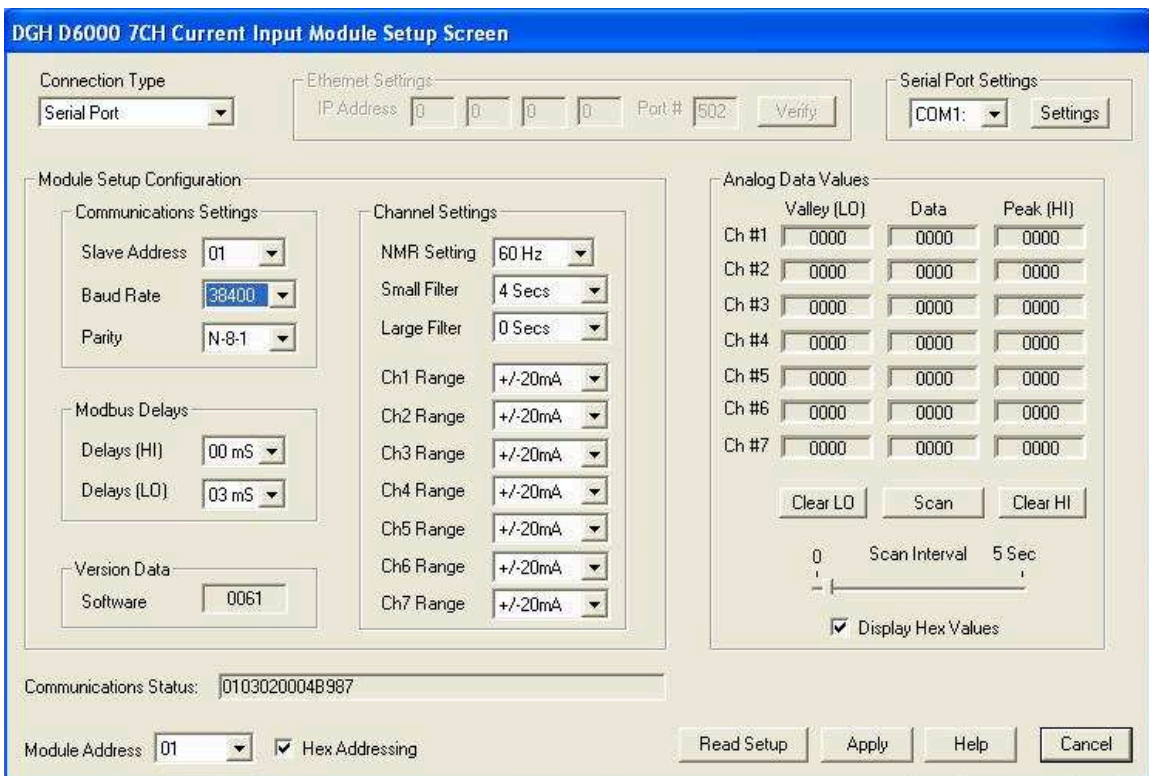 DGH D6000 7CH Current Input Module Setup Screen
Connection Type
Serial Port
Ethernet Settings
IP Address 0 0 0 0 Port # 502 Verify
Serial Port Settings
COM1: Settings
Module Setup Configuration
Communications Settings
Slave Address 01
Baud Rate 38400
Parity N-8-1
Modbus Delays
Delays (HI) 00 mS
Delays (LO) 03 mS
Version Data
Software 0061
Channel Settings
NMR Setting 60 Hz
Small Filter 4 Secs
Large Filter 0 Secs
Ch1 Range +/-20mA
Ch2 Range +/-20mA
Ch3 Range +/-20mA
Ch4 Range +/-20mA
Ch5 Range +/-20mA
Ch6 Range +/-20mA
Ch7 Range +/-20mA
Analog Data Values
Valley (LO) Data Peak (HI)
Ch #1 0000 0000 0000
Ch #2 0000 0000 0000
Ch #3 0000 0000 0000
Ch #4 0000 0000 0000
Ch #5 0000 0000 0000
Ch #6 0000 0000 0000
Ch #7 0000 0000 0000
Clear LO Scan Clear HI
0 Scan Interval 5 Sec
Display Hex Values
Communications Status: 0103020004B987
Module Address 01 Hex Addressing
Read Setup Apply Help Cancel